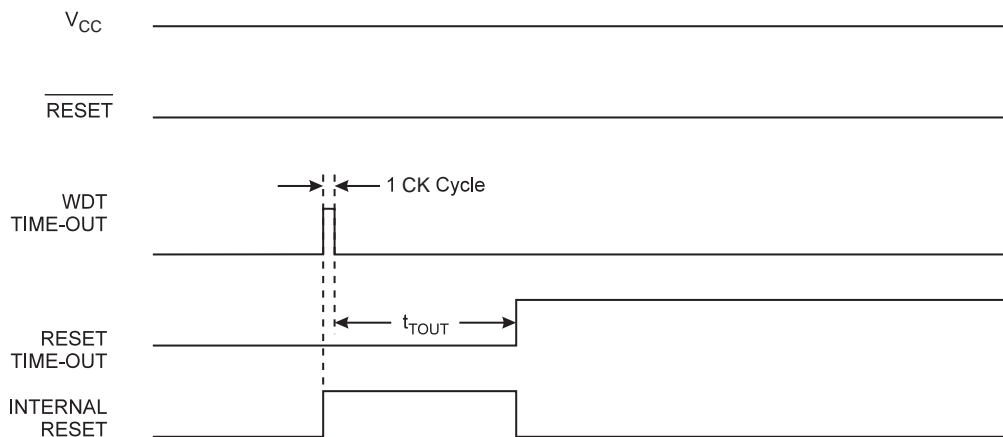 VCC
RESET
1 CK Cycle
WDT
TIME-OUT
tTOUT
RESET
TIME-OUT
INTERNAL
RESET